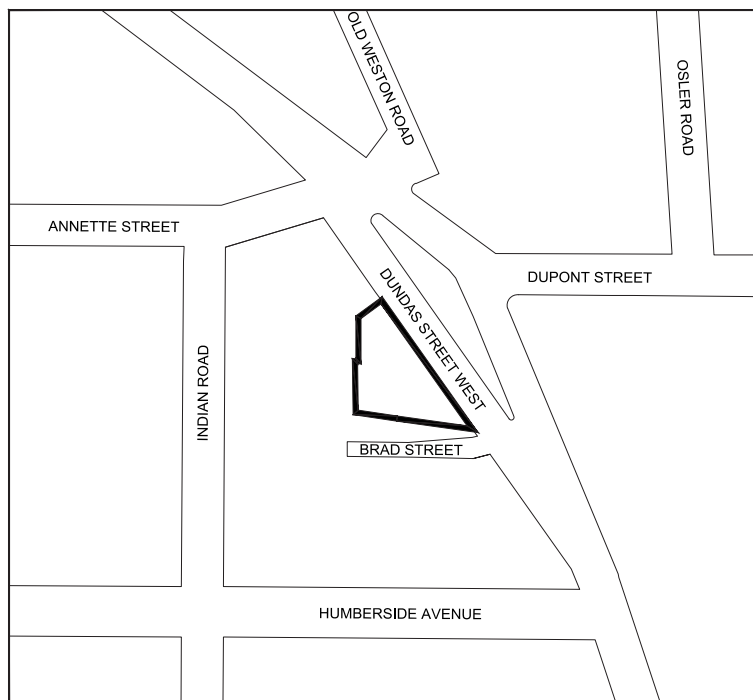 OLD WESTON ROAD
OSLER ROAD
ANNETTE STREET
DUPONT STREET
DUNDAS STREET WEST
INDIAN ROAD
BRAD STREET
HUMBERSIDE AVENUE